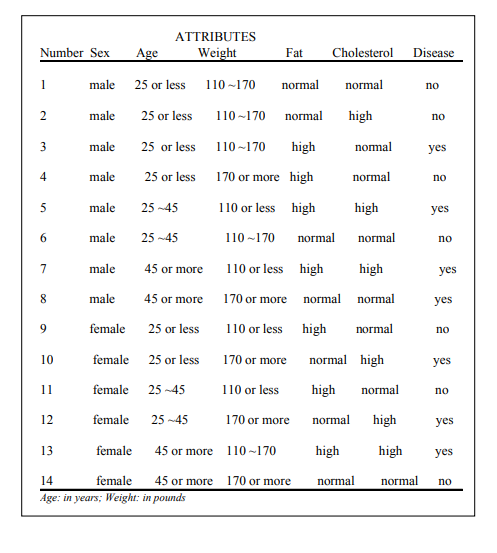 ATTRIBUTES
Number Sex Age Weight Fat Cholesterol Disease
1 male 25 or less 110 ~170 normal normal no
2 male 25 or less 110 ~170 normal high no
3 male 25 or less 110 ~170 high normal yes
4 male 25 or less 170 or more high normal no
5 male 25 ~45 110 or less high high yes
6 male 25 ~45 110 ~170 normal normal no
7 male 45 or more 110 or less high high yes
8 male 45 or more 170 or more normal normal yes
9 female 25 or less 110 or less high normal no
10 female 25 or less 170 or more normal high yes
11 female 25 ~45 110 or less high normal no
12 female 25 ~45 170 or more normal high yes
13 female 45 or more 110 ~170 high high yes
14 female 45 or more 170 or more normal normal no
Age: in years; Weight: in pounds